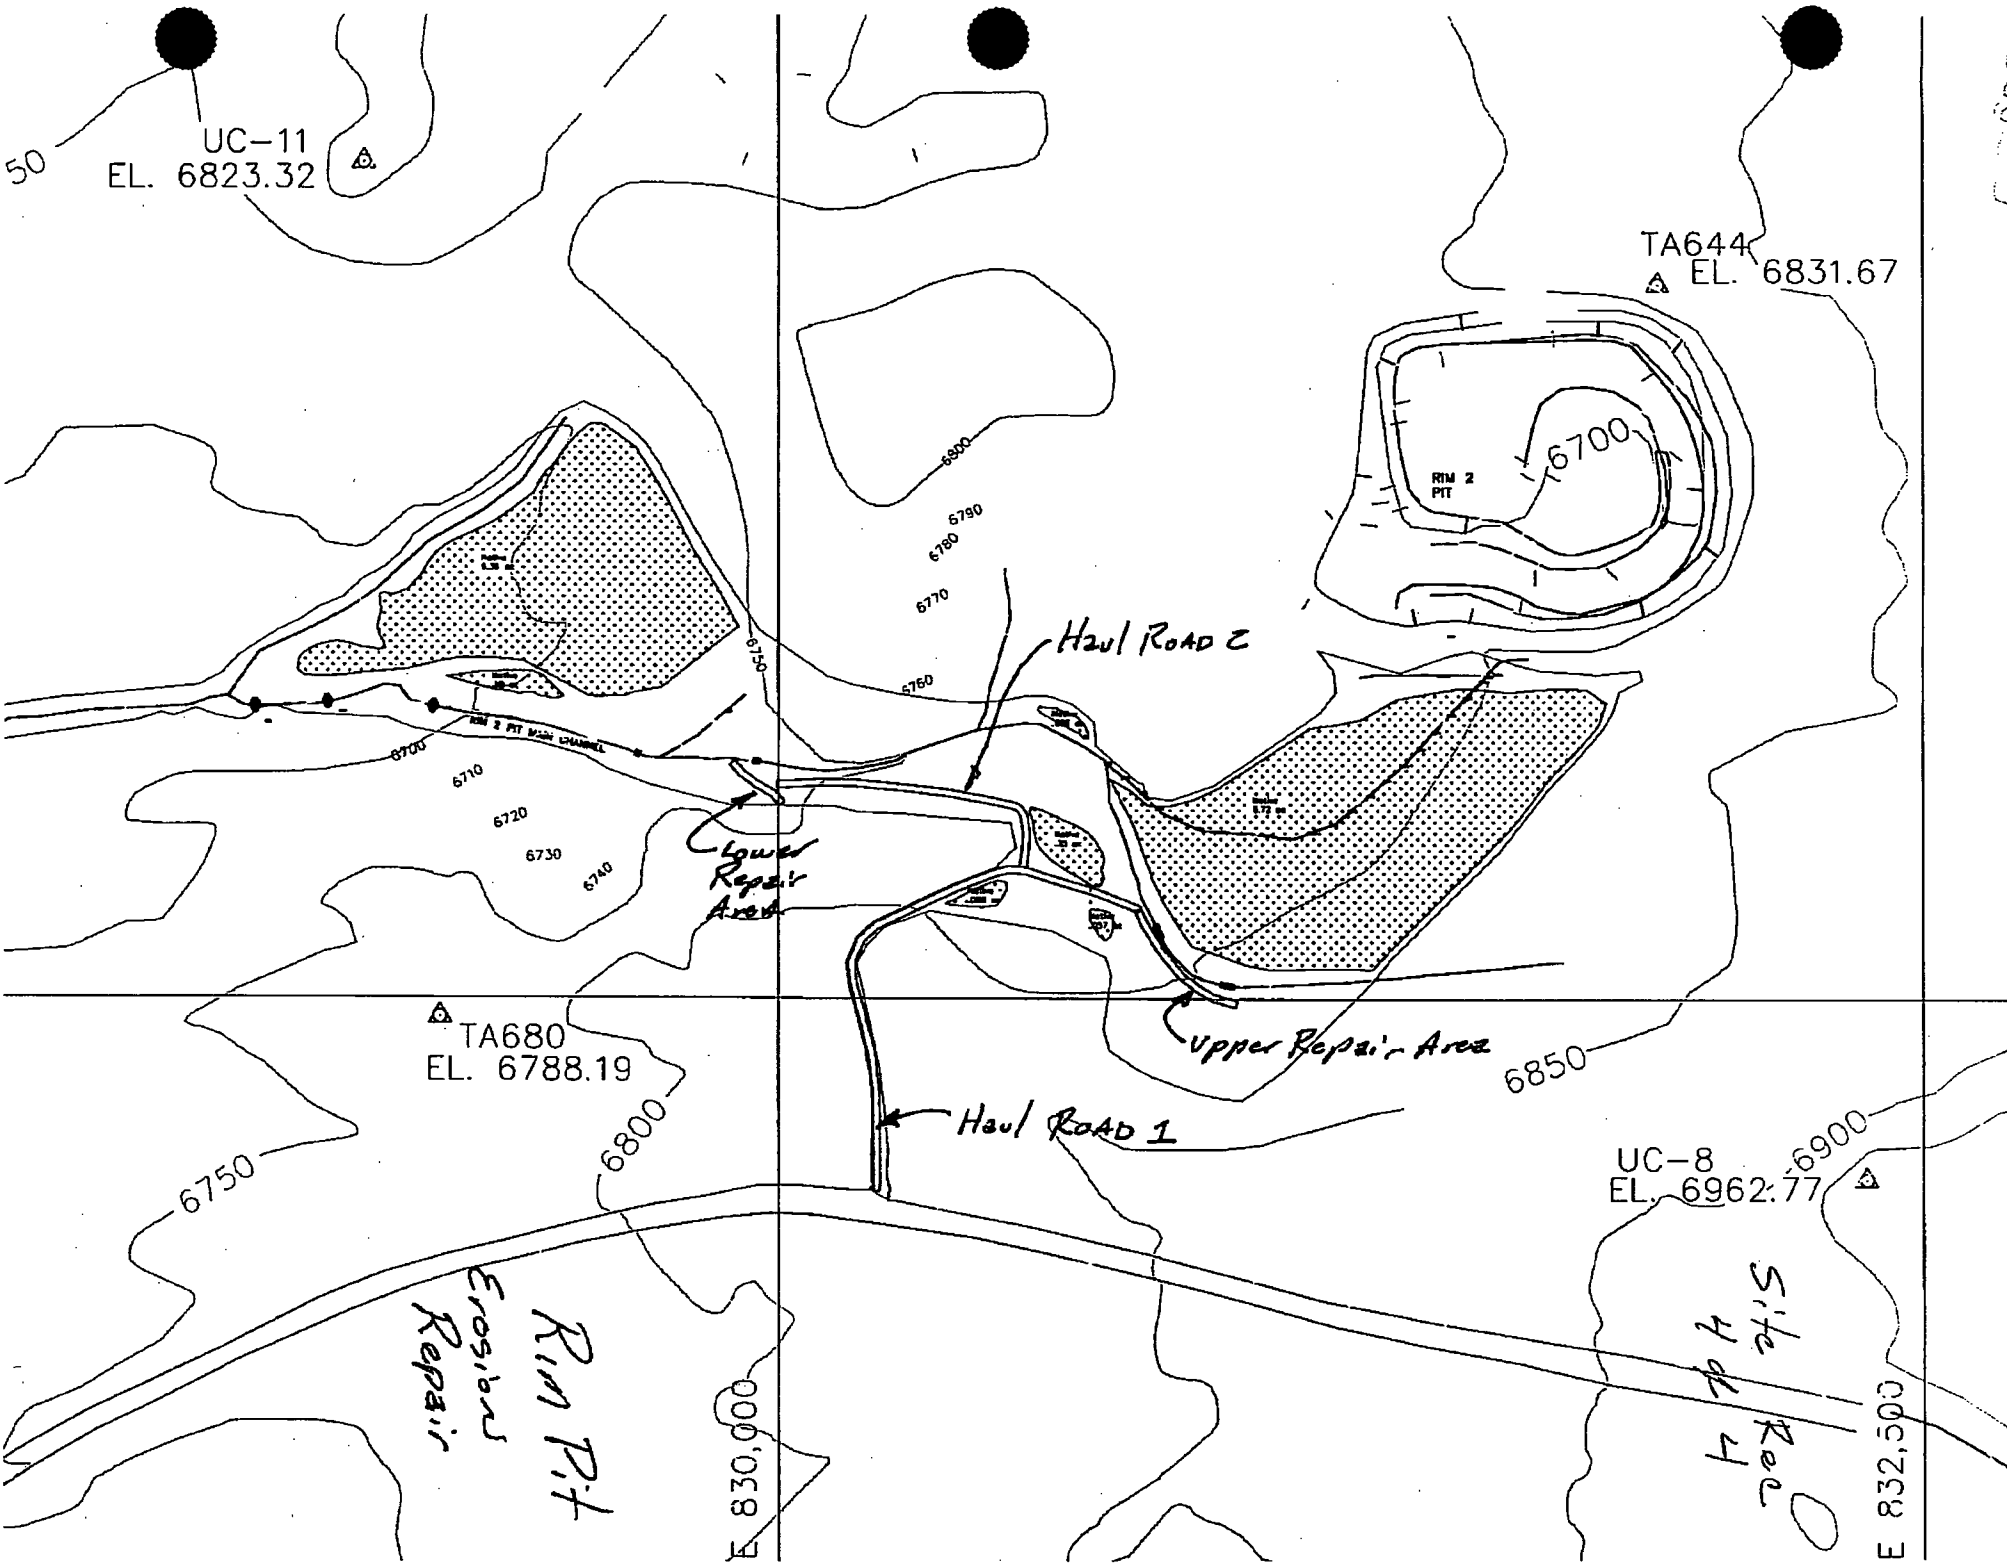 50
UC-11
EL. 6823.32
TA644
EL. 6831.67
6800
6790
6780
6770
6760
6750
6700
RIM 2
PIT
Haul ROAD 2
RIM 2 PIT MAIN CHANNEL
6700
6710
6720
6730
6740
Lower
Repair
Area
TA680
EL. 6788.19
Upper Repair Area
6850
Haul ROAD 1
6800
6750
6900
UC-8
EL. 6962.77
Rim Pit
Erosion
Repair
E 830,000
Site
4 of 4
E 832,500